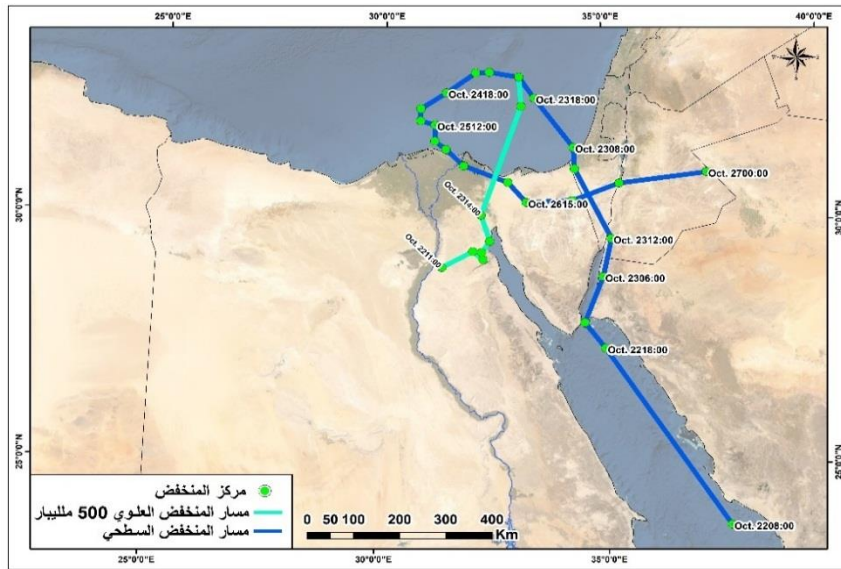 25°0'0"E 30°0'0"E 35°0'0"E 40°0'0"E
Oct. 2418:00
Oct. 2318:00
Oct. 2512:00
Oct. 2308:00
Oct. 2700:00
30°0'0"N
Oct. 2615:00
30°0'0"N
Oct. 2314:00
Oct. 2312:00
Oct. 2211:00
Oct. 2306:00
Oct. 2218:00
25°0'0"N
25°0'0"N
مركز المنخفض
مسار المنخفض العلوي 500 ملليبار
مسار المنخفض السطحي
0 50 100 200 300 400
Km
Oct. 2208:00
25°0'0"E 30°0'0"E 35°0'0"E